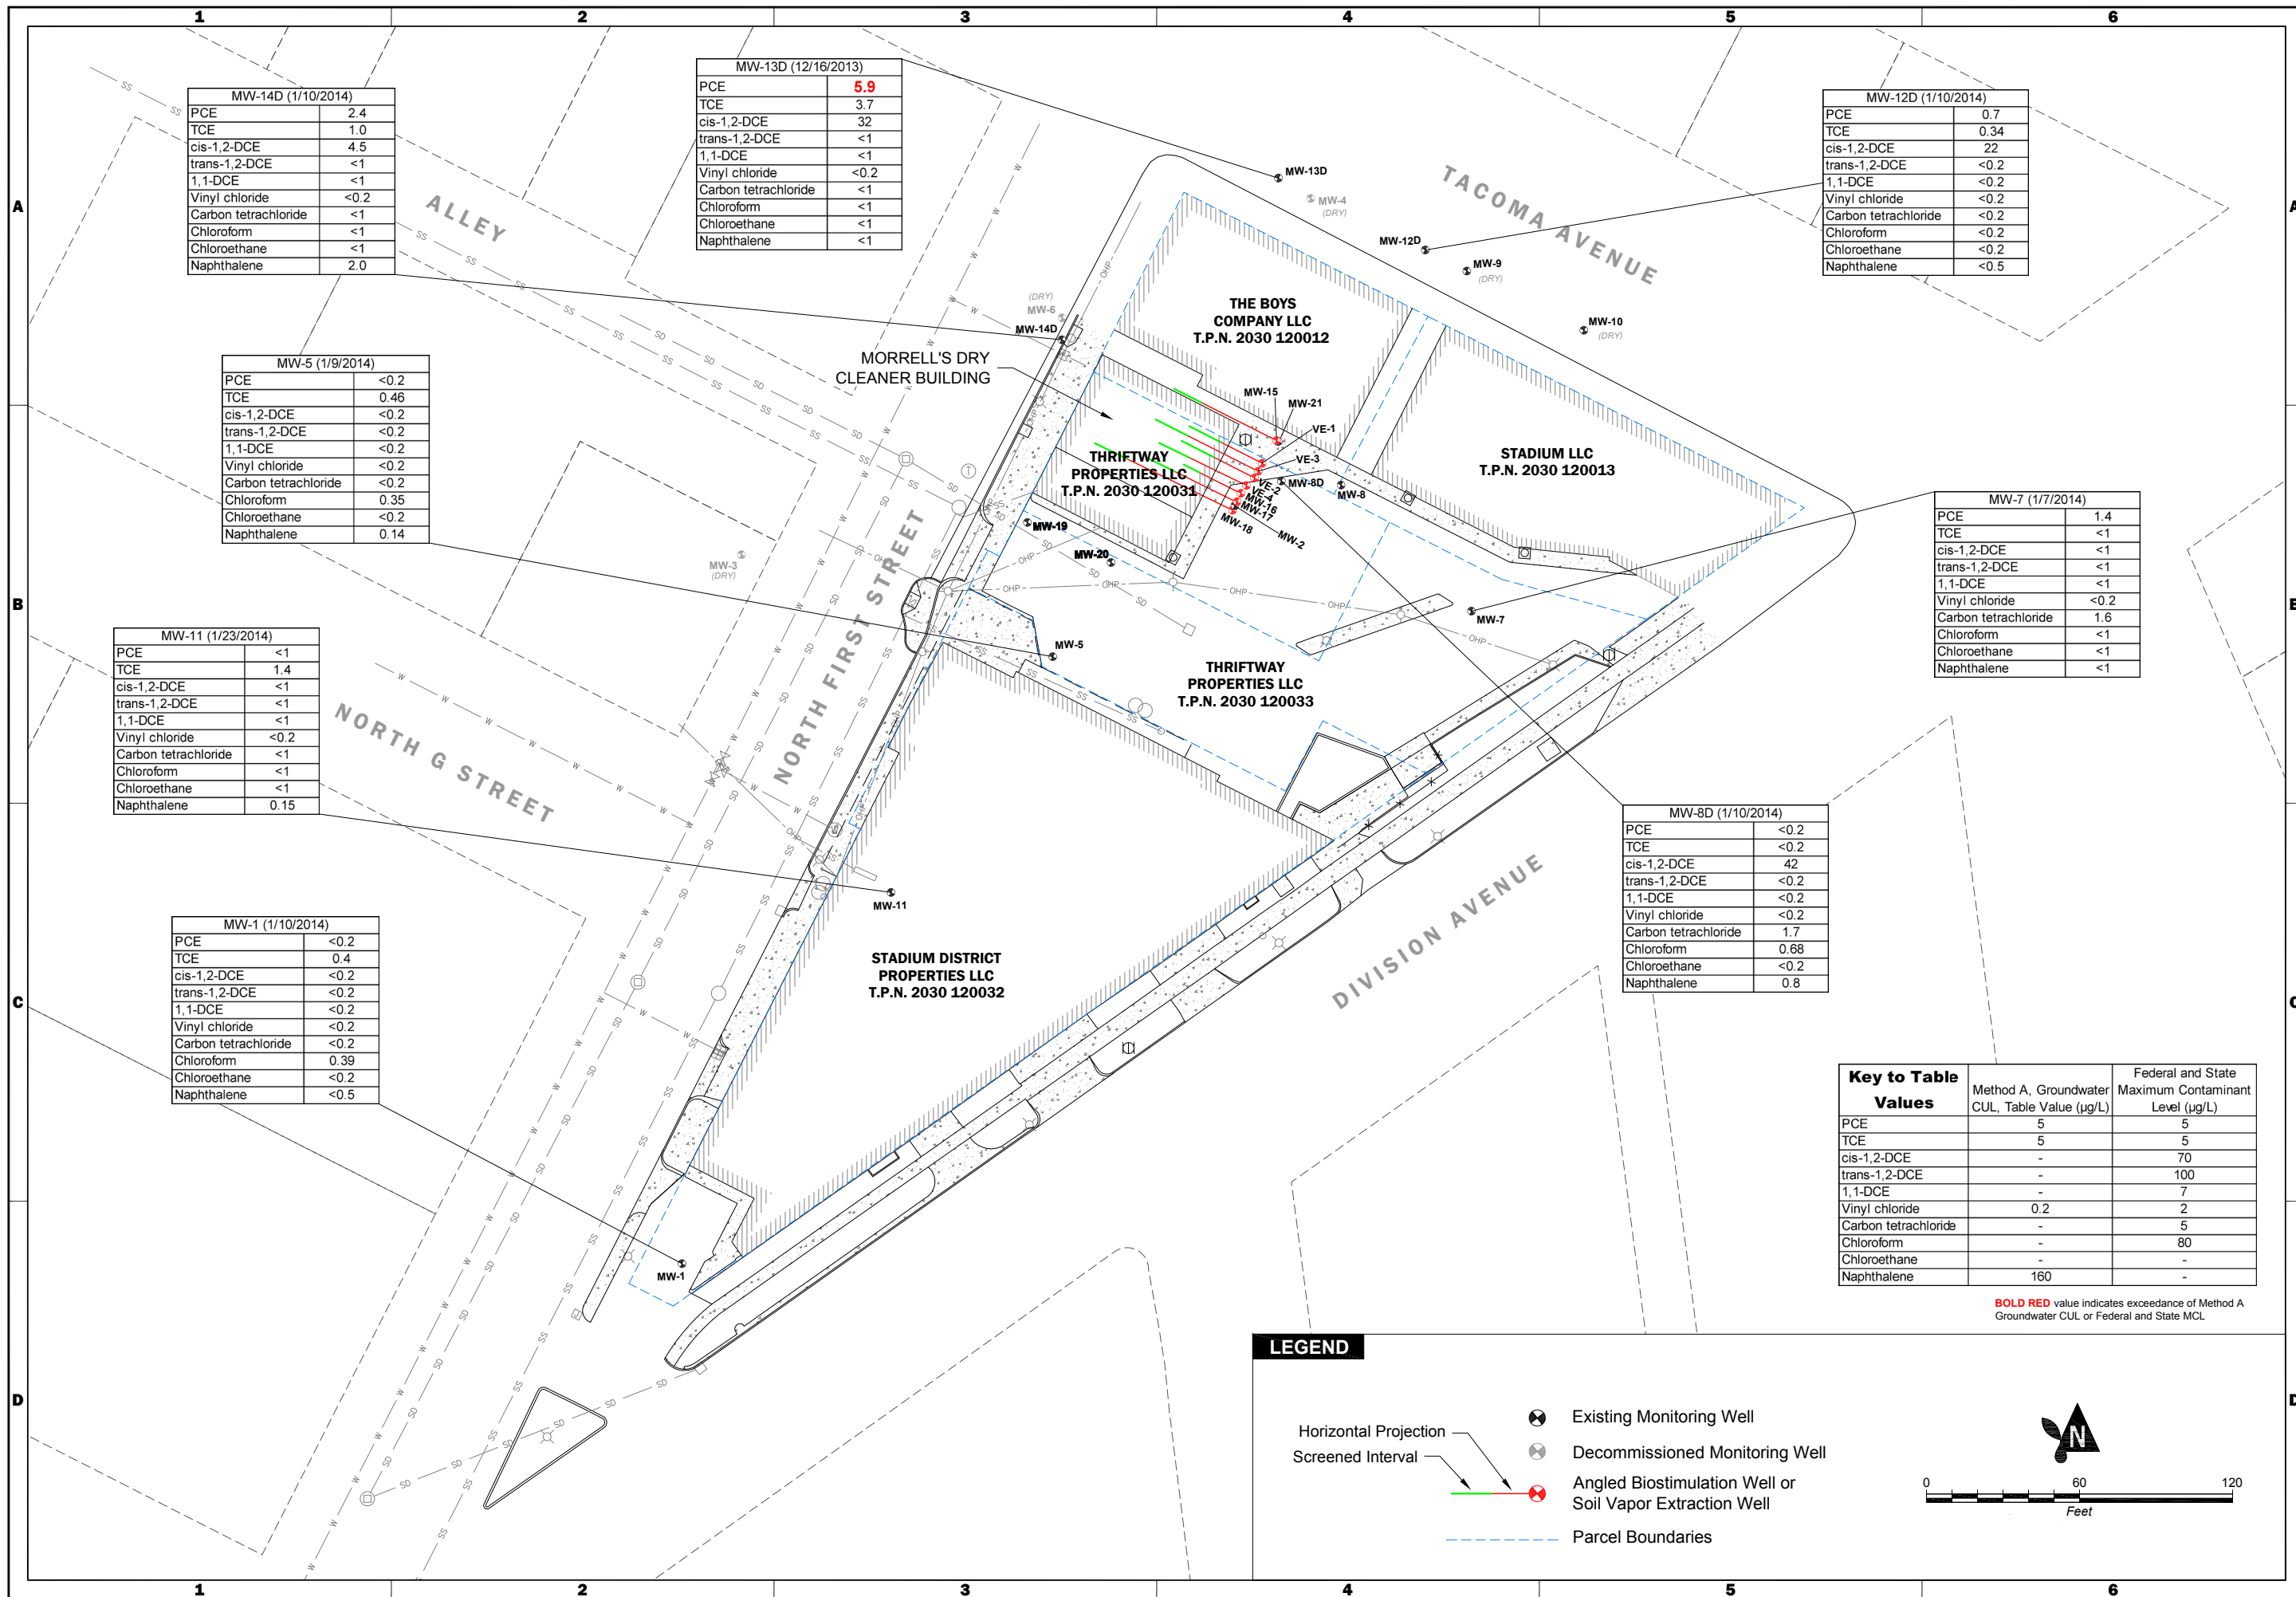 1 2 3 4 5 6
A
B
C
D
A
B
C
D
1 2 3 4 5 6
MW-14D (1/10/2014)
PCE 2.4
TCE 1.0
cis-1,2-DCE 4.5
trans-1,2-DCE <1
1,1-DCE <1
Vinyl chloride <0.2
Carbon tetrachloride <1
Chloroform <1
Chloroethane <1
Naphthalene 2.0
MW-13D (12/16/2013)
PCE 5.9
TCE 3.7
cis-1,2-DCE 32
trans-1,2-DCE <1
1,1-DCE <1
Vinyl chloride <0.2
Carbon tetrachloride <1
Chloroform <1
Chloroethane <1
Naphthalene <1
MW-12D (1/10/2014)
PCE 0.7
TCE 0.34
cis-1,2-DCE 22
trans-1,2-DCE <0.2
1,1-DCE <0.2
Vinyl chloride <0.2
Carbon tetrachloride <0.2
Chloroform <0.2
Chloroethane <0.2
Naphthalene <0.5
MW-5 (1/9/2014)
PCE <0.2
TCE 0.46
cis-1,2-DCE <0.2
trans-1,2-DCE <0.2
1,1-DCE <0.2
Vinyl chloride <0.2
Carbon tetrachloride <0.2
Chloroform 0.35
Chloroethane <0.2
Naphthalene 0.14
MW-7 (1/7/2014)
PCE 1.4
TCE <1
cis-1,2-DCE <1
trans-1,2-DCE <1
1,1-DCE <1
Vinyl chloride <0.2
Carbon tetrachloride 1.6
Chloroform <1
Chloroethane <1
Naphthalene <1
MW-11 (1/23/2014)
PCE <1
TCE 1.4
cis-1,2-DCE <1
trans-1,2-DCE <1
1,1-DCE <1
Vinyl chloride <0.2
Carbon tetrachloride <1
Chloroform <1
Chloroethane <1
Naphthalene 0.15
MW-8D (1/10/2014)
PCE <0.2
TCE <0.2
cis-1,2-DCE 42
trans-1,2-DCE <0.2
1,1-DCE <0.2
Vinyl chloride <0.2
Carbon tetrachloride 1.7
Chloroform 0.68
Chloroethane <0.2
Naphthalene 0.8
MW-1 (1/10/2014)
PCE <0.2
TCE 0.4
cis-1,2-DCE <0.2
trans-1,2-DCE <0.2
1,1-DCE <0.2
Vinyl chloride <0.2
Carbon tetrachloride <0.2
Chloroform 0.39
Chloroethane <0.2
Naphthalene <0.5
ALLEY
TACOMA AVENUE
NORTH FIRST STREET
NORTH G STREET
DIVISION AVENUE
MW-13D
MW-4
(DRY)
MW-12D
MW-9
(DRY)
MW-10
(DRY)
(DRY)
MW-6
MW-14D
MORRELL'S DRY
CLEANER BUILDING
THE BOYS
COMPANY LLC
T.P.N. 2030 120012
MW-15
MW-21
VE-1
VE-3
MW-8D
MW-8
VE-2
VE-4
MW-16
MW-17
MW-18
MW-2
STADIUM LLC
T.P.N. 2030 120013
THRIFTWAY
PROPERTIES LLC
T.P.N. 2030 120031
MW-19
MW-20
MW-3
(DRY)
MW-7
MW-5
THRIFTWAY
PROPERTIES LLC
T.P.N. 2030 120033
MW-11
STADIUM DISTRICT
PROPERTIES LLC
T.P.N. 2030 120032
MW-1
Key to Table Values
Method A, Groundwater CUL, Table Value (µg/L)
Federal and State Maximum Contaminant Level (µg/L)
PCE 5 5
TCE 5 5
cis-1,2-DCE - 70
trans-1,2-DCE - 100
1,1-DCE - 7
Vinyl chloride 0.2 2
Carbon tetrachloride - 5
Chloroform - 80
Chloroethane - -
Naphthalene 160 -
BOLD RED value indicates exceedance of Method A
Groundwater CUL or Federal and State MCL
LEGEND
Horizontal Projection
Screened Interval
Existing Monitoring Well
Decommissioned Monitoring Well
Angled Biostimulation Well or
Soil Vapor Extraction Well
Parcel Boundaries
N
0 60 120
Feet